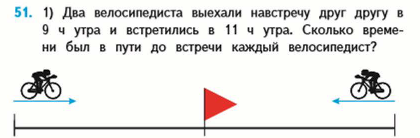 51. 1) Два велосипедиста выехали навстречу друг другу в
9 ч утра и встретились в 11 ч утра. Сколько време-
ни был в пути до встречи каждый велосипедист?